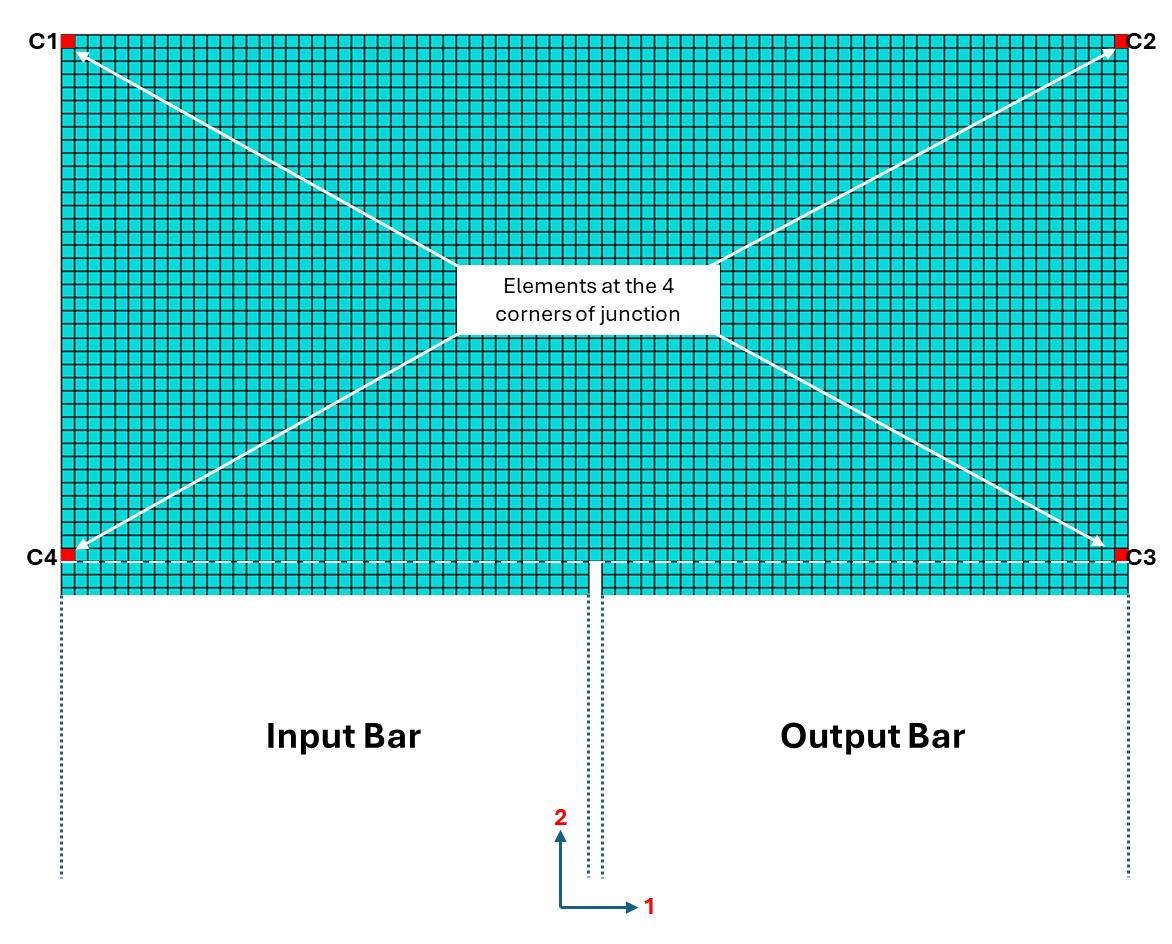 C1
C2
Elements at the 4
corners of junction
C4
C3
Input Bar
Output Bar
2
1